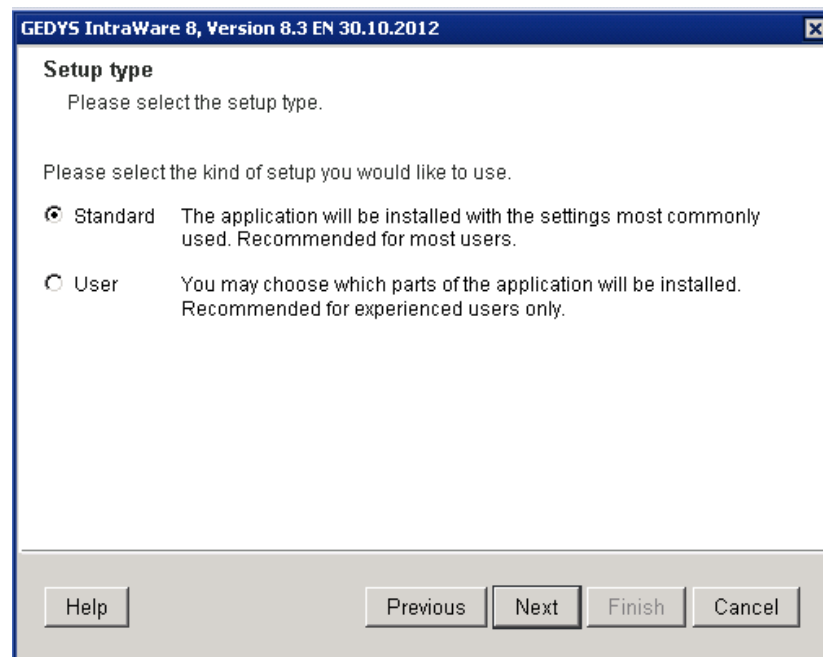 GEDYS IntraWare 8, Version 8.3 EN 30.10.2012
Setup type
Please select the setup type.
Please select the kind of setup you would like to use.
Standard The application will be installed with the settings most commonly
used. Recommended for most users.
User You may choose which parts of the application will be installed.
Recommended for experienced users only.
Help Previous Next Finish Cancel